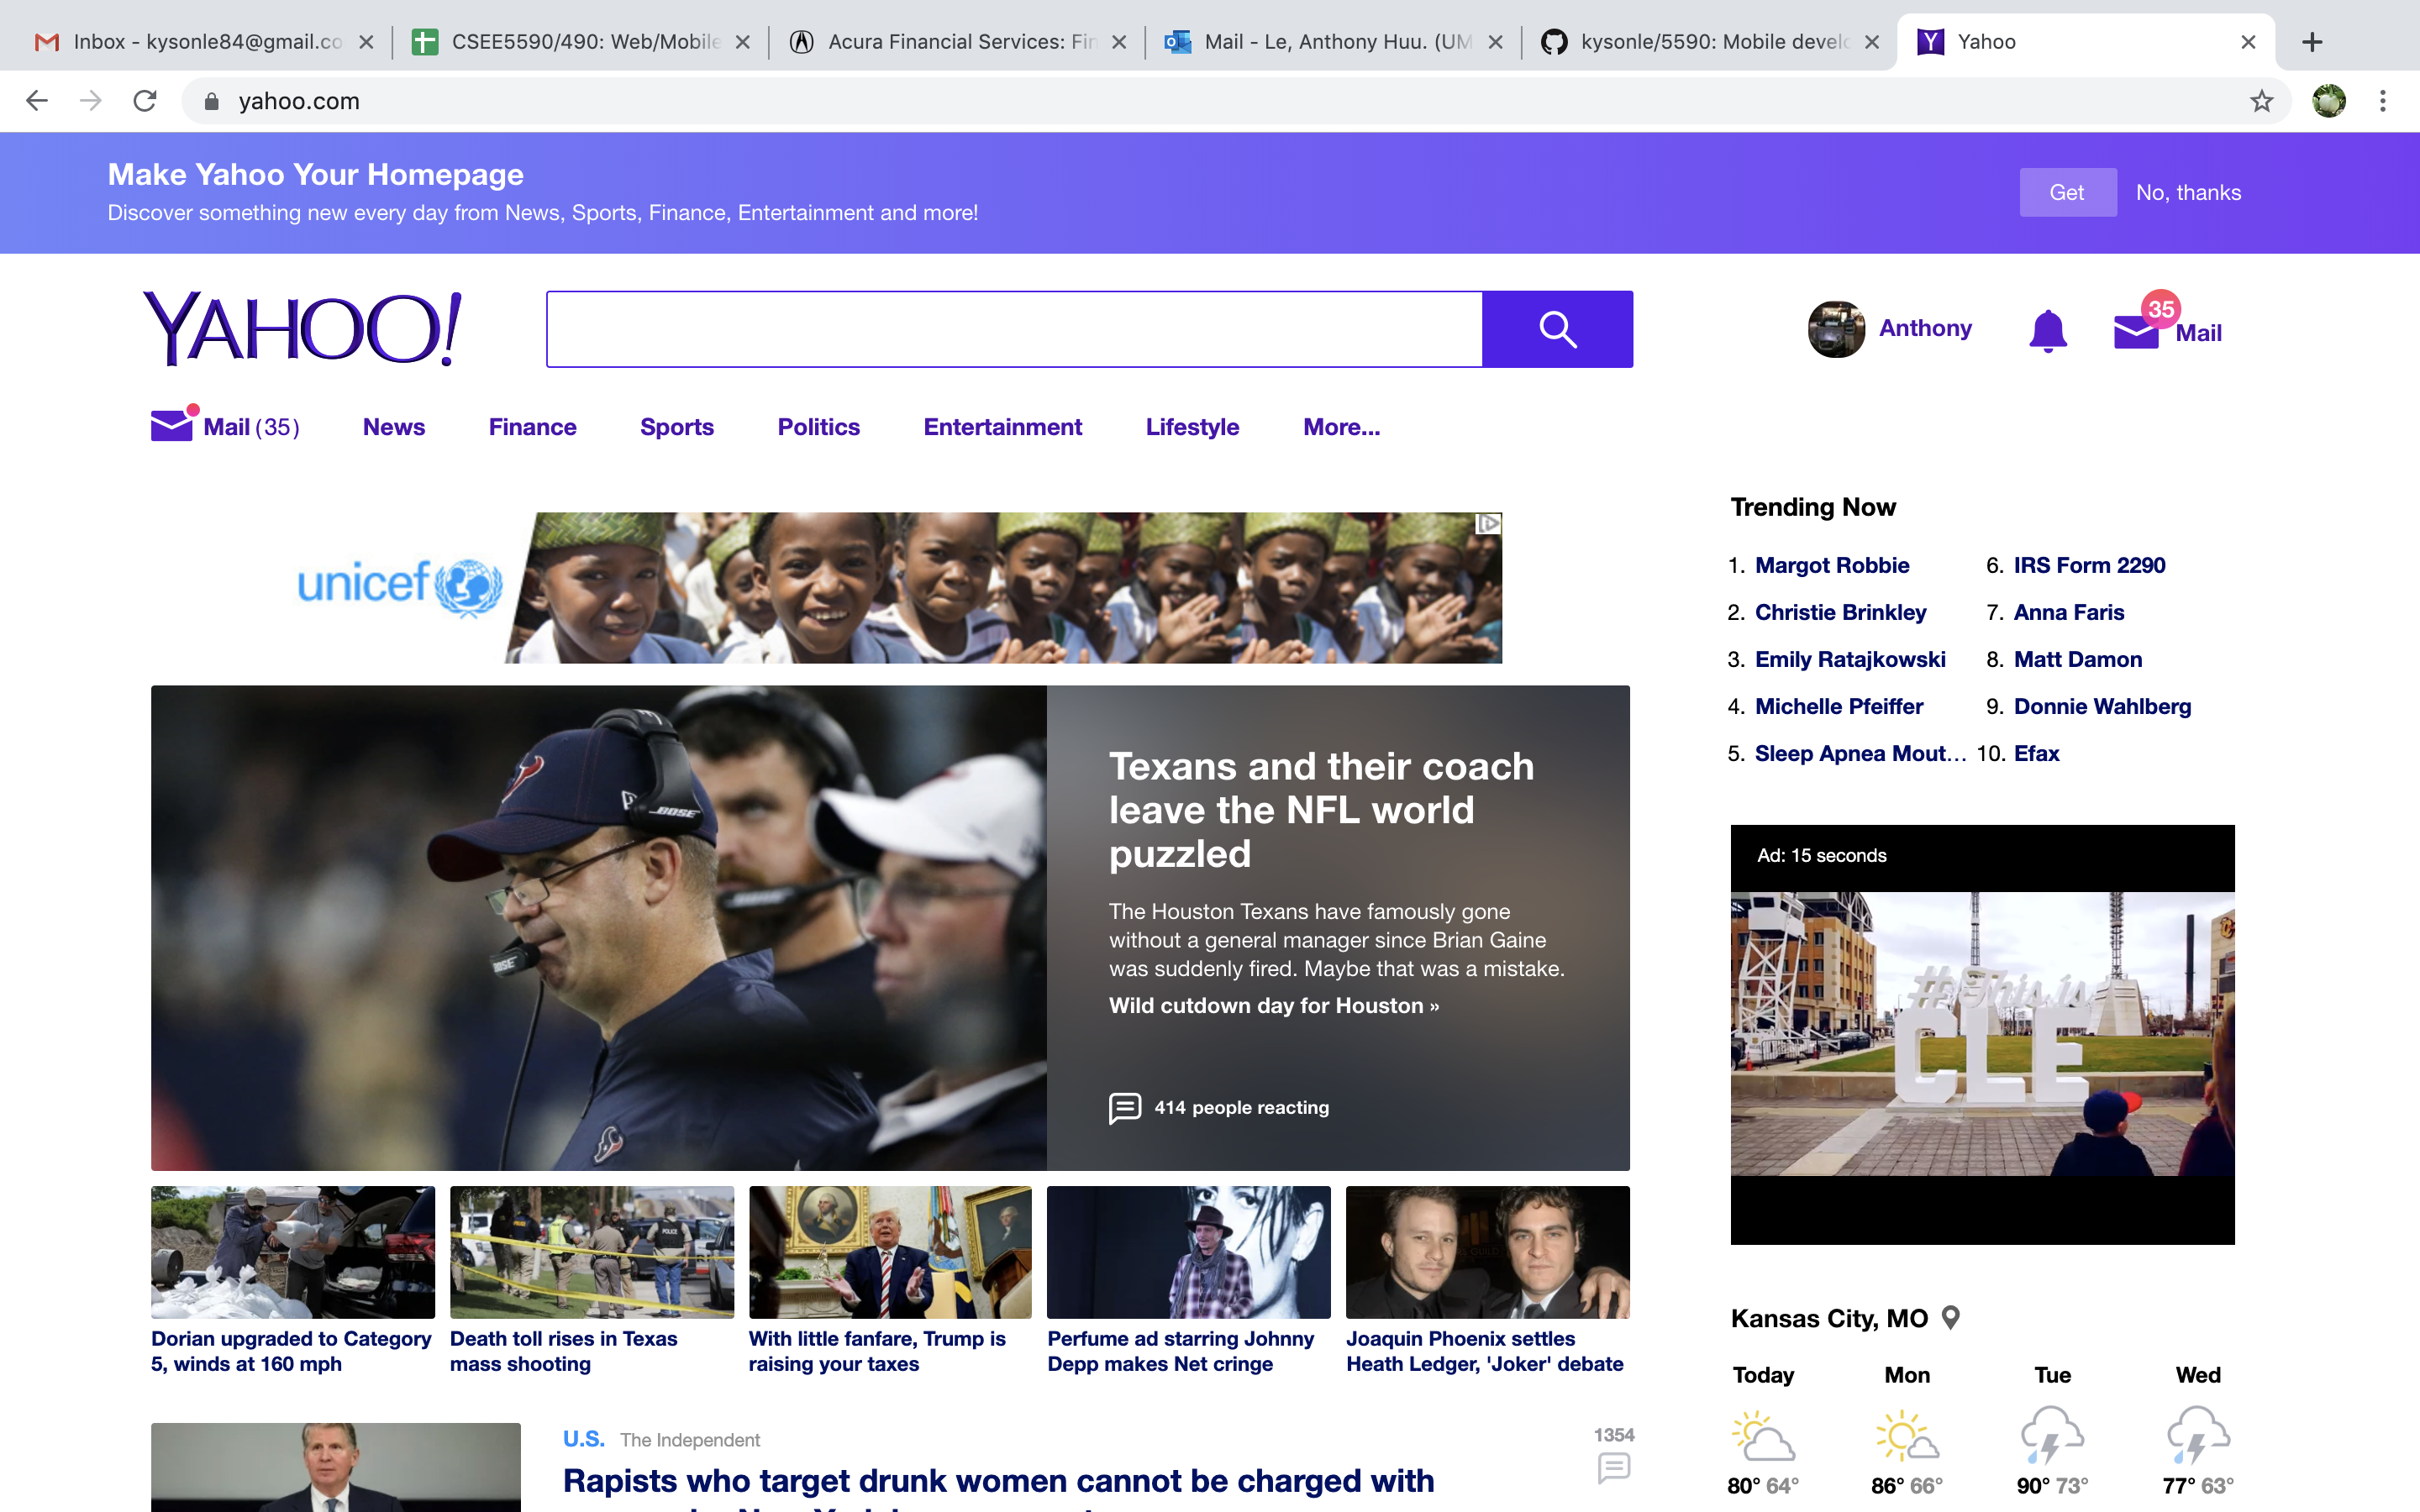 Inbox - kysonle84@gmail.co
CSEE5590/490: Web/Mobile
Acura Financial Services: Fin
Mail - Le, Anthony Huu. (UM
kysonle/5590: Mobile develo
Yahoo
yahoo.com
Make Yahoo Your Homepage
Discover something new every day from News, Sports, Finance, Entertainment and more!
Get
No, thanks
YAHOO!
Anthony
35
Mail
Mail (35)
News
Finance
Sports
Politics
Entertainment
Lifestyle
More...
unicef
Texans and their coach
leave the NFL world
puzzled
The Houston Texans have famously gone
without a general manager since Brian Gaine
was suddenly fired. Maybe that was a mistake.
Wild cutdown day for Houston »
414 people reacting
BOSE
BOSE
Dorian upgraded to Category
5, winds at 160 mph
Death toll rises in Texas
mass shooting
POLICE
With little fanfare, Trump is
raising your taxes
Perfume ad starring Johnny
Depp makes Net cringe
Joaquin Phoenix settles
Heath Ledger, 'Joker' debate
U.S. The Independent
1354
Rapists who target drunk women cannot be charged with
Trending Now
1. Margot Robbie
2. Christie Brinkley
3. Emily Ratajkowski
4. Michelle Pfeiffer
5. Sleep Apnea Mout...
6. IRS Form 2290
7. Anna Faris
8. Matt Damon
9. Donnie Wahlberg
10. Efax
Ad: 15 seconds
#This is
CLE
Kansas City, MO
Today Mon Tue Wed
80° 64° 86° 66° 90° 73° 77° 63°